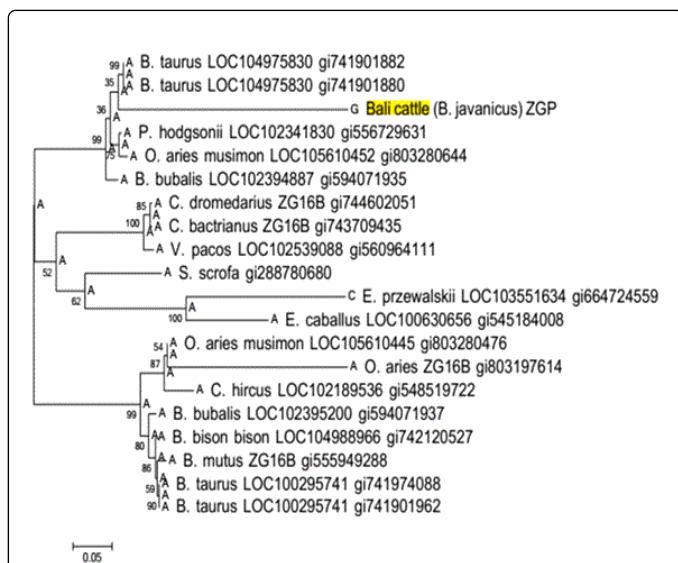 99 A B. taurus LOC104975830 gi741901882
35 A A B. taurus LOC104975830 gi741901880
G Bali cattle (B. javanicus) ZGP
36 A
A P. hodgsonii LOC102341830 gi556729631
99 75 A A O. aries musimon LOC105610452 gi803280644
A B. bubalis LOC102394887 gi594071935
85 A C. dromedarius ZG16B gi744602051
A A
100 A A C. bactrianus ZG16B gi743709435
A V. pacos LOC102539088 gi560964111
52 A
A S. scrofa gi288780680
62 A C E. przewalskii LOC103551634 gi664724559
A
100 A E. caballus LOC100630656 gi545184008
54 A O. aries musimon LOC105610445 gi803280476
A
87 A A O. aries ZG16B gi803197614
A C. hircus LOC102189536 gi548519722
99 A
A B. bubalis LOC102395200 gi594071937
80 AA B. bison bison LOC104988966 gi742120527
86 A A B. mutus ZG16B gi555949288
59 A A B. taurus LOC100295741 gi741974088
90 A A B. taurus LOC100295741 gi741901962
0.05